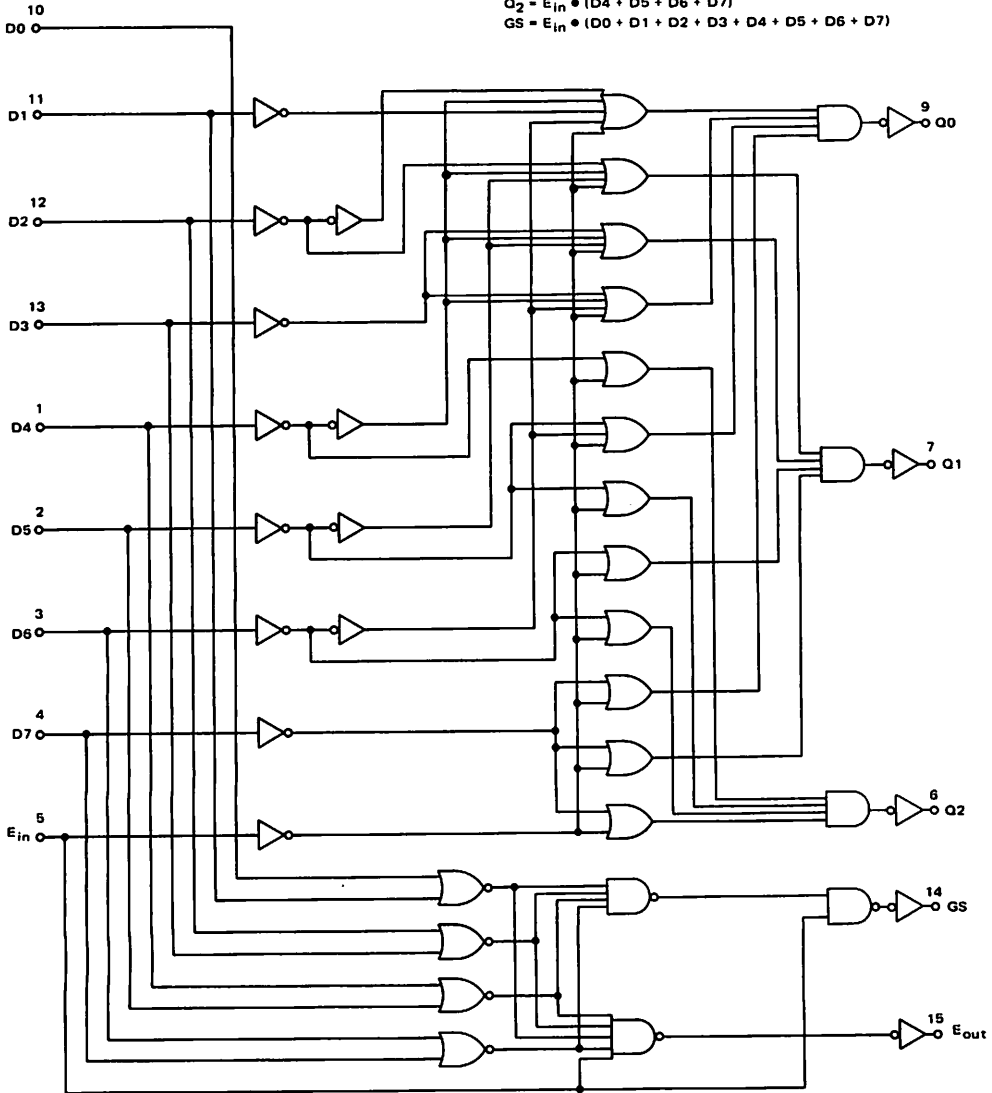 Q2 = Ein • (D4 + D5 + D6 + D7)
GS = Ein • (D0 + D1 + D2 + D3 + D4 + D5 + D6 + D7)
10
D0
11
D1
9
Q0
12
D2
13
D3
1
D4
7
Q1
2
D5
3
D6
4
D7
6
Q2
5
Ein
14
GS
15
Eout